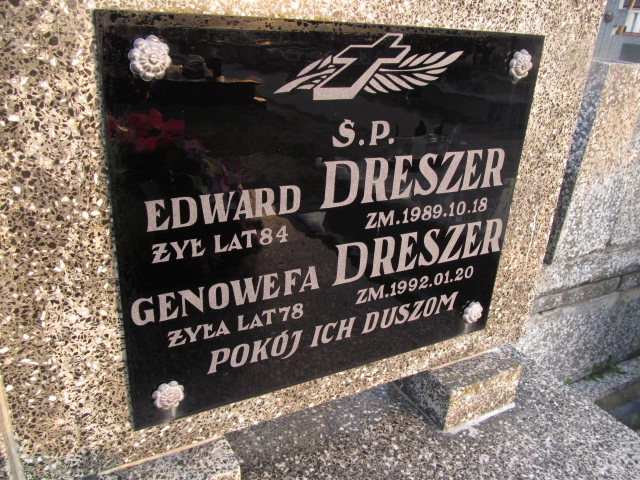 Ś.P.
EDWARD DRESZER
ŻYŁ LAT 84 ZM.1989.10.18
GENOWEFA DRESZER
ŻYŁA LAT 78 ZM.1992.01.20
POKÓJ ICH DUSZOM